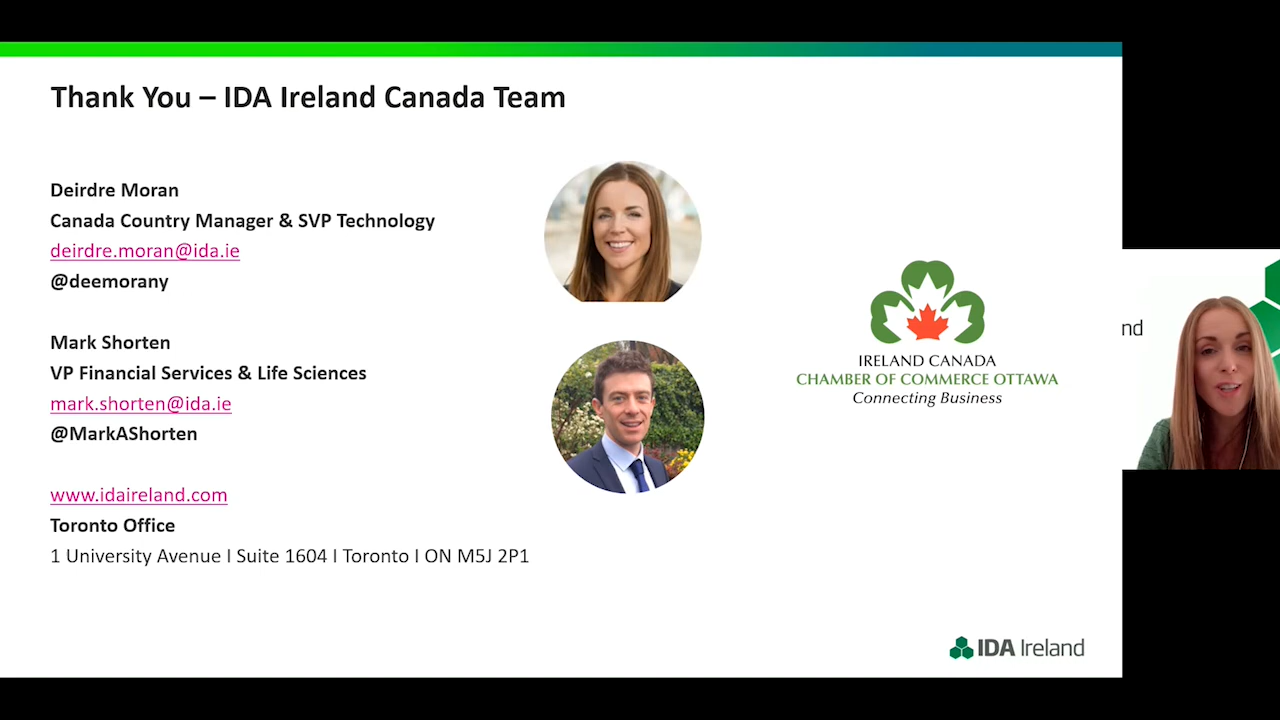 Thank You – IDA Ireland Canada Team
Deirdre Moran
Canada Country Manager & SVP Technology
deirdre.moran@ida.ie
@deemorany
Mark Shorten
VP Financial Services & Life Sciences
mark.shorten@ida.ie
@MarkAShorten
www.idaireland.com
Toronto Office
1 University Avenue I Suite 1604 I Toronto I ON M5J 2P1
IRELAND CANADA
CHAMBER OF COMMERCE OTTAWA
Connecting Business
nd
IDA Ireland